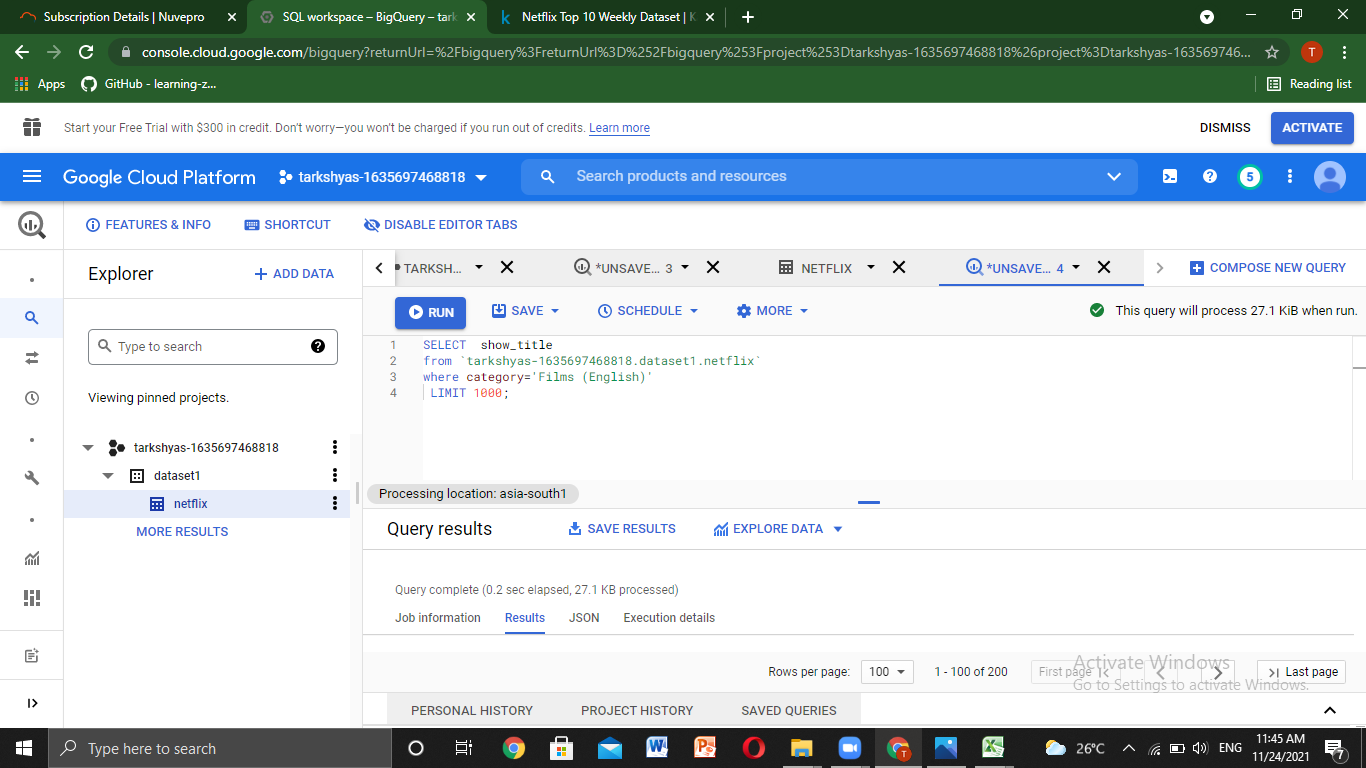 Subscription Details | Nuvepro
SQL workspace – BigQuery – tark
Netflix Top 10 Weekly Dataset | K
console.cloud.google.com/bigquery?returnUrl=%2Fbigquery%3FreturnUrl%3D%252Fbigquery%253Fproject%253Dtarkshyas-1635697468818%26project%3Dtarkshyas-163569746...
T
Apps
GitHub - learning-z...
Reading list
Start your Free Trial with $300 in credit. Don't worry—you won't be charged if you run out of credits. Learn more
DISMISS
ACTIVATE
Google Cloud Platform
tarkshyas-1635697468818
Search products and resources
5
FEATURES & INFO
SHORTCUT
DISABLE EDITOR TABS
Explorer
+ ADD DATA
TARKSH...
*UNSAVE... 3
NETFLIX
*UNSAVE... 4
COMPOSE NEW QUERY
RUN
SAVE
SCHEDULE
MORE
This query will process 27.1 KiB when run.
Type to search
Viewing pinned projects.
tarkshyas-1635697468818
dataset1
netflix
MORE RESULTS
1 SELECT  show_title
2 from `tarkshyas-1635697468818.dataset1.netflix`
3 where category='Films (English)'
4  LIMIT 1000;
Processing location: asia-south1
Query results
SAVE RESULTS
EXPLORE DATA
Query complete (0.2 sec elapsed, 27.1 KB processed)
Job information
Results
JSON
Execution details
Rows per page:
100
1 - 100 of 200
First page
Last page
Activate Windows
Go to Settings to activate Windows.
PERSONAL HISTORY
PROJECT HISTORY
SAVED QUERIES
Type here to search
26°C
ENG
11:45 AM
11/24/2021
7